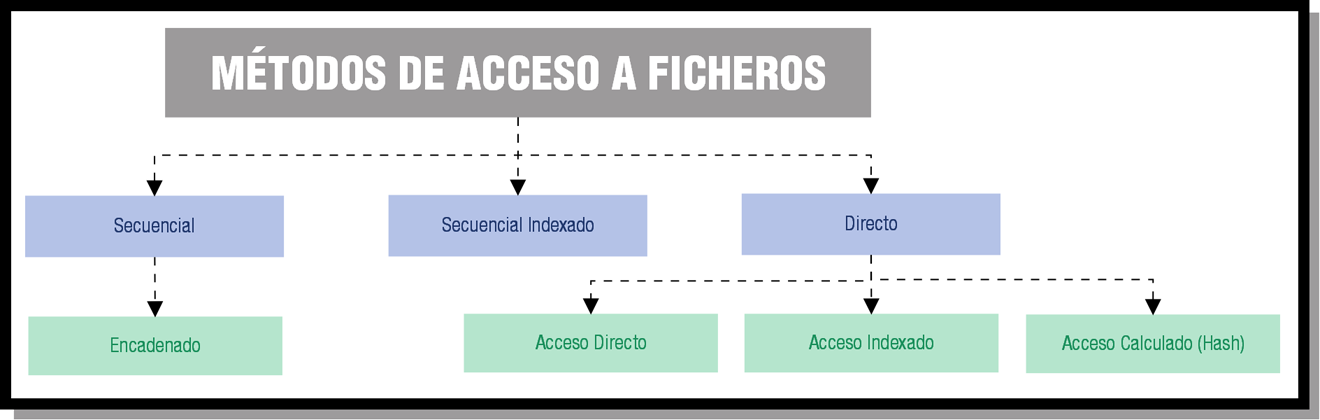 MÉTODOS DE ACCESO A FICHEROS
Secuencial
Secuencial Indexado
Directo
Encadenado
Acceso Directo
Acceso Indexado
Acceso Calculado (Hash)